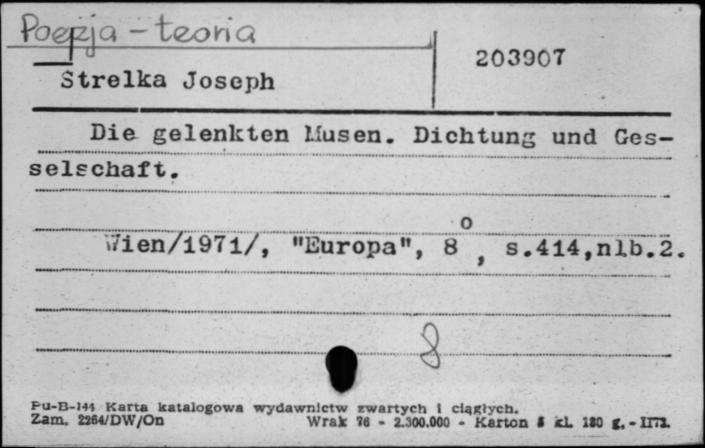 Poezja - teoria
203907
Strelka Joseph
Die gelenkten Musen. Dichtung und Ges-
selschaft.
Wien/1971/, "Europa", 8°, s.414,nlb.2.
8
Pu-B-144 Karta katalogowa wydawnictw zwartych i ciągłych.
Zam. 2264/DW/On Wrak 76 - 2.300.000 - Karton 5 kl. 180 g. - II72.